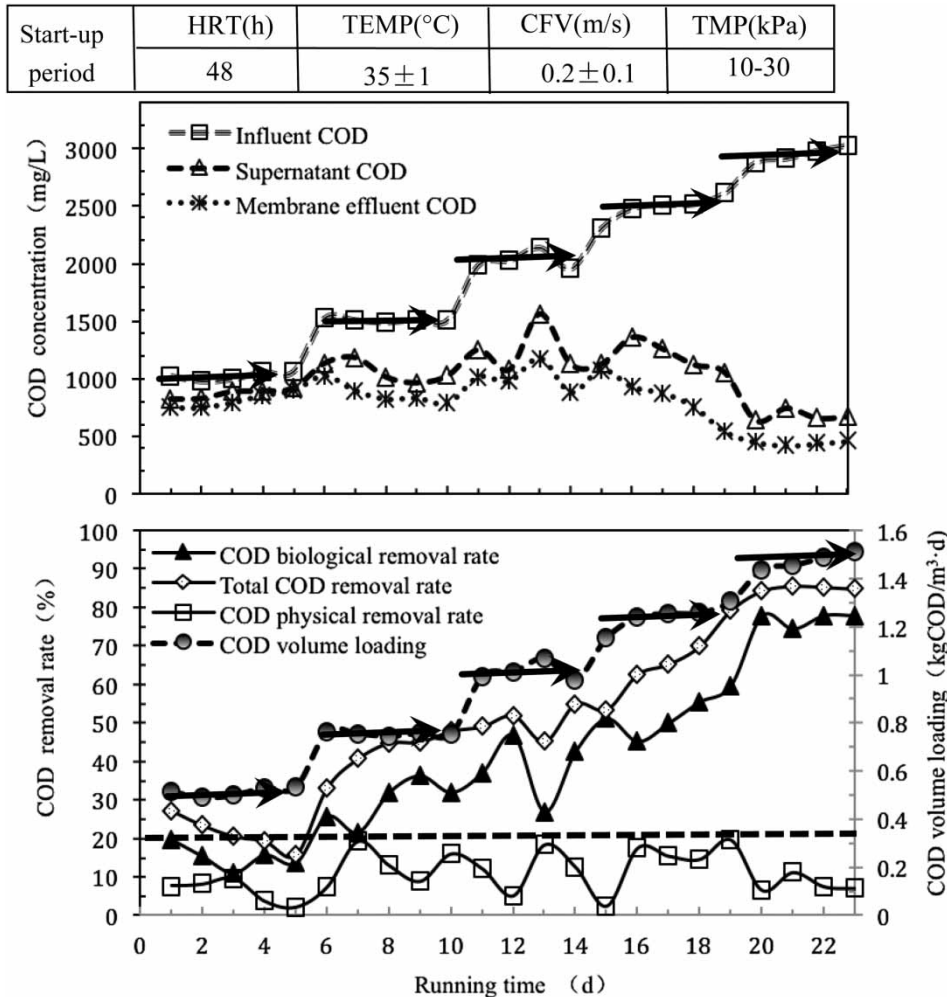 Start-up period HRT(h) TEMP(°C) CFV(m/s) TMP(kPa)
48 35±1 0.2±0.1 10-30
COD concentration (mg/L)
3000
2500
2000
1500
1000
500
0
Influent COD
Supernatant COD
Membrane effluent COD
COD removal rate (%)
100
90
80
70
60
50
40
30
20
10
0
COD biological removal rate
Total COD removal rate
COD physical removal rate
COD volume loading
1.6
1.4
1.2
1
0.8
0.6
0.4
0.2
0
COD volume loading (kgCOD/m³·d)
0 2 4 6 8 10 12 14 16 18 20 22
Running time (d)